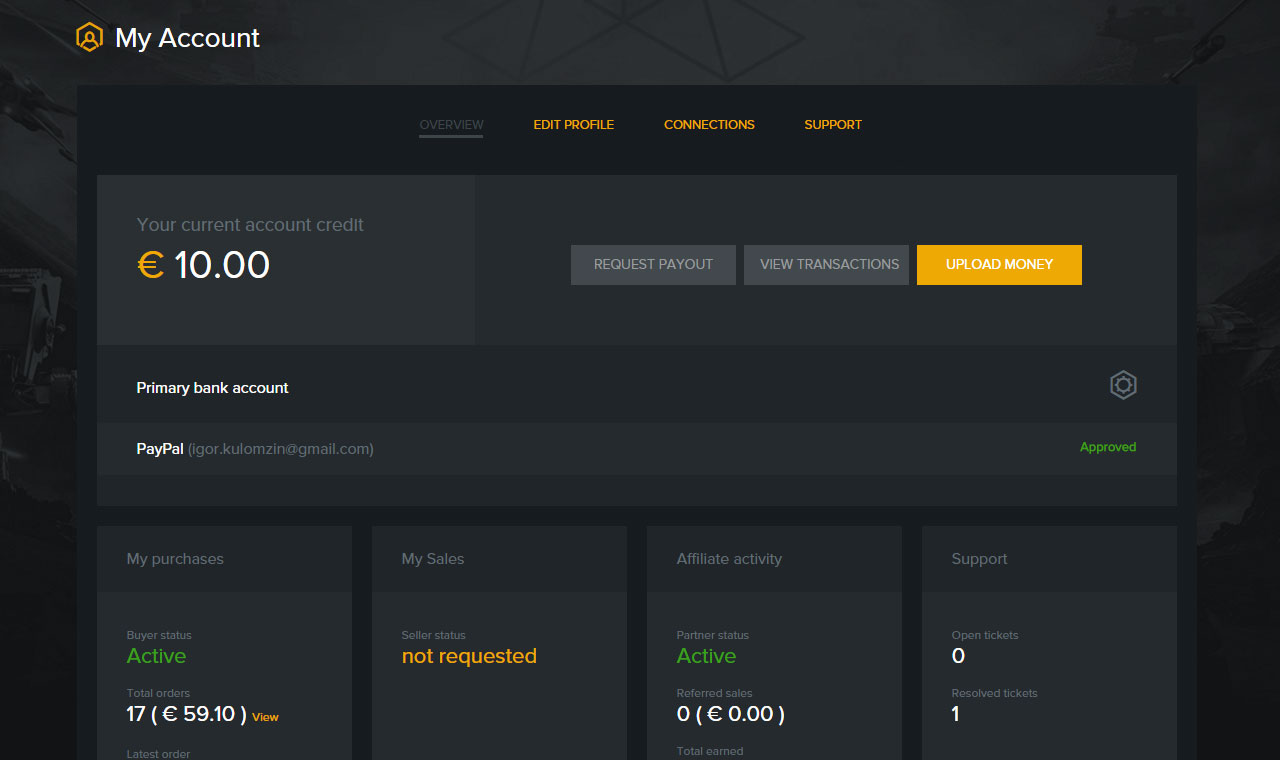 My Account
OVERVIEW EDIT PROFILE CONNECTIONS SUPPORT
Your current account credit
€ 10.00
REQUEST PAYOUT VIEW TRANSACTIONS UPLOAD MONEY
Primary bank account
PayPal (igor.kulomzin@gmail.com) Approved
My purchases
Buyer status
Active
Total orders
17 ( € 59.10 ) View
Latest order
My Sales
Seller status
not requested
Affiliate activity
Partner status
Active
Referred sales
0 ( € 0.00 )
Total earned
Support
Open tickets
0
Resolved tickets
1